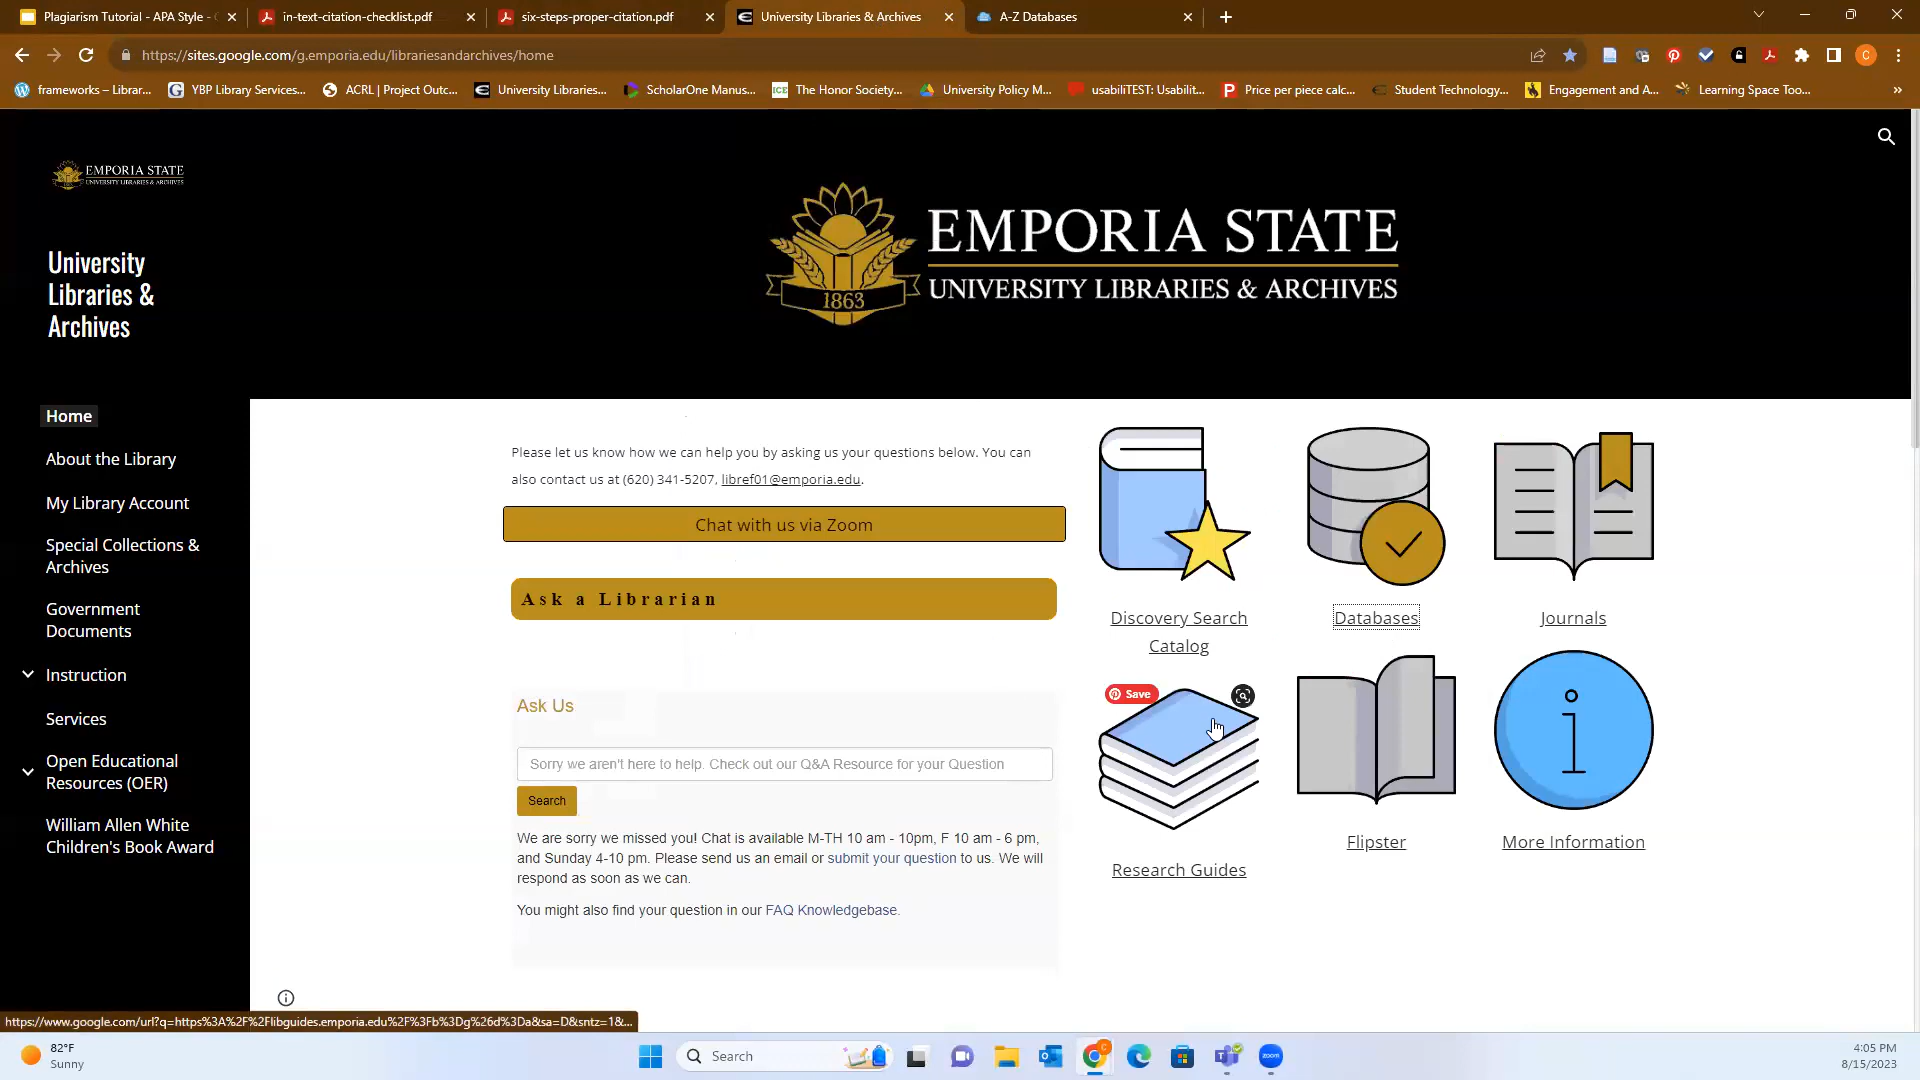 Plagiarism Tutorial - APA Style -
in-text-citation-checklist.pdf
six-steps-proper-citation.pdf
University Libraries & Archives
A-Z Databases
https://sites.google.com/g.emporia.edu/librariesandarchives/home
frameworks – Librar...
YBP Library Services...
ACRL | Project Outc...
University Libraries...
ScholarOne Manus...
The Honor Society...
University Policy M...
usabiliTEST: Usabilit...
Price per piece calc...
Student Technology...
Engagement and A...
Learning Space Too...
EMPORIA STATE
UNIVERSITY LIBRARIES & ARCHIVES
University
Libraries &
Archives
1863
EMPORIA STATE
UNIVERSITY LIBRARIES & ARCHIVES
Home
About the Library
My Library Account
Special Collections &
Archives
Government
Documents
Instruction
Services
Open Educational
Resources (OER)
William Allen White
Children's Book Award
Please let us know how we can help you by asking us your questions below. You can
also contact us at (620) 341-5207, libref01@emporia.edu.
Chat with us via Zoom
Ask a Librarian
Ask Us
Sorry we aren't here to help. Check out our Q&A Resource for your Question
Search
We are sorry we missed you! Chat is available M-TH 10 am - 10pm, F 10 am - 6 pm,
and Sunday 4-10 pm. Please send us an email or submit your question to us. We will
respond as soon as we can.
You might also find your question in our FAQ Knowledgebase.
Discovery Search
Catalog
Databases
Journals
Save
Research Guides
Flipster
More Information
https://www.google.com/url?q=https%3A%2F%2Flibguides.emporia.edu%2F%3Fb%3Dg%26d%3Da&sa=D&sntz=1&...
82°F
Sunny
Search
zoom
4:05 PM
8/15/2023